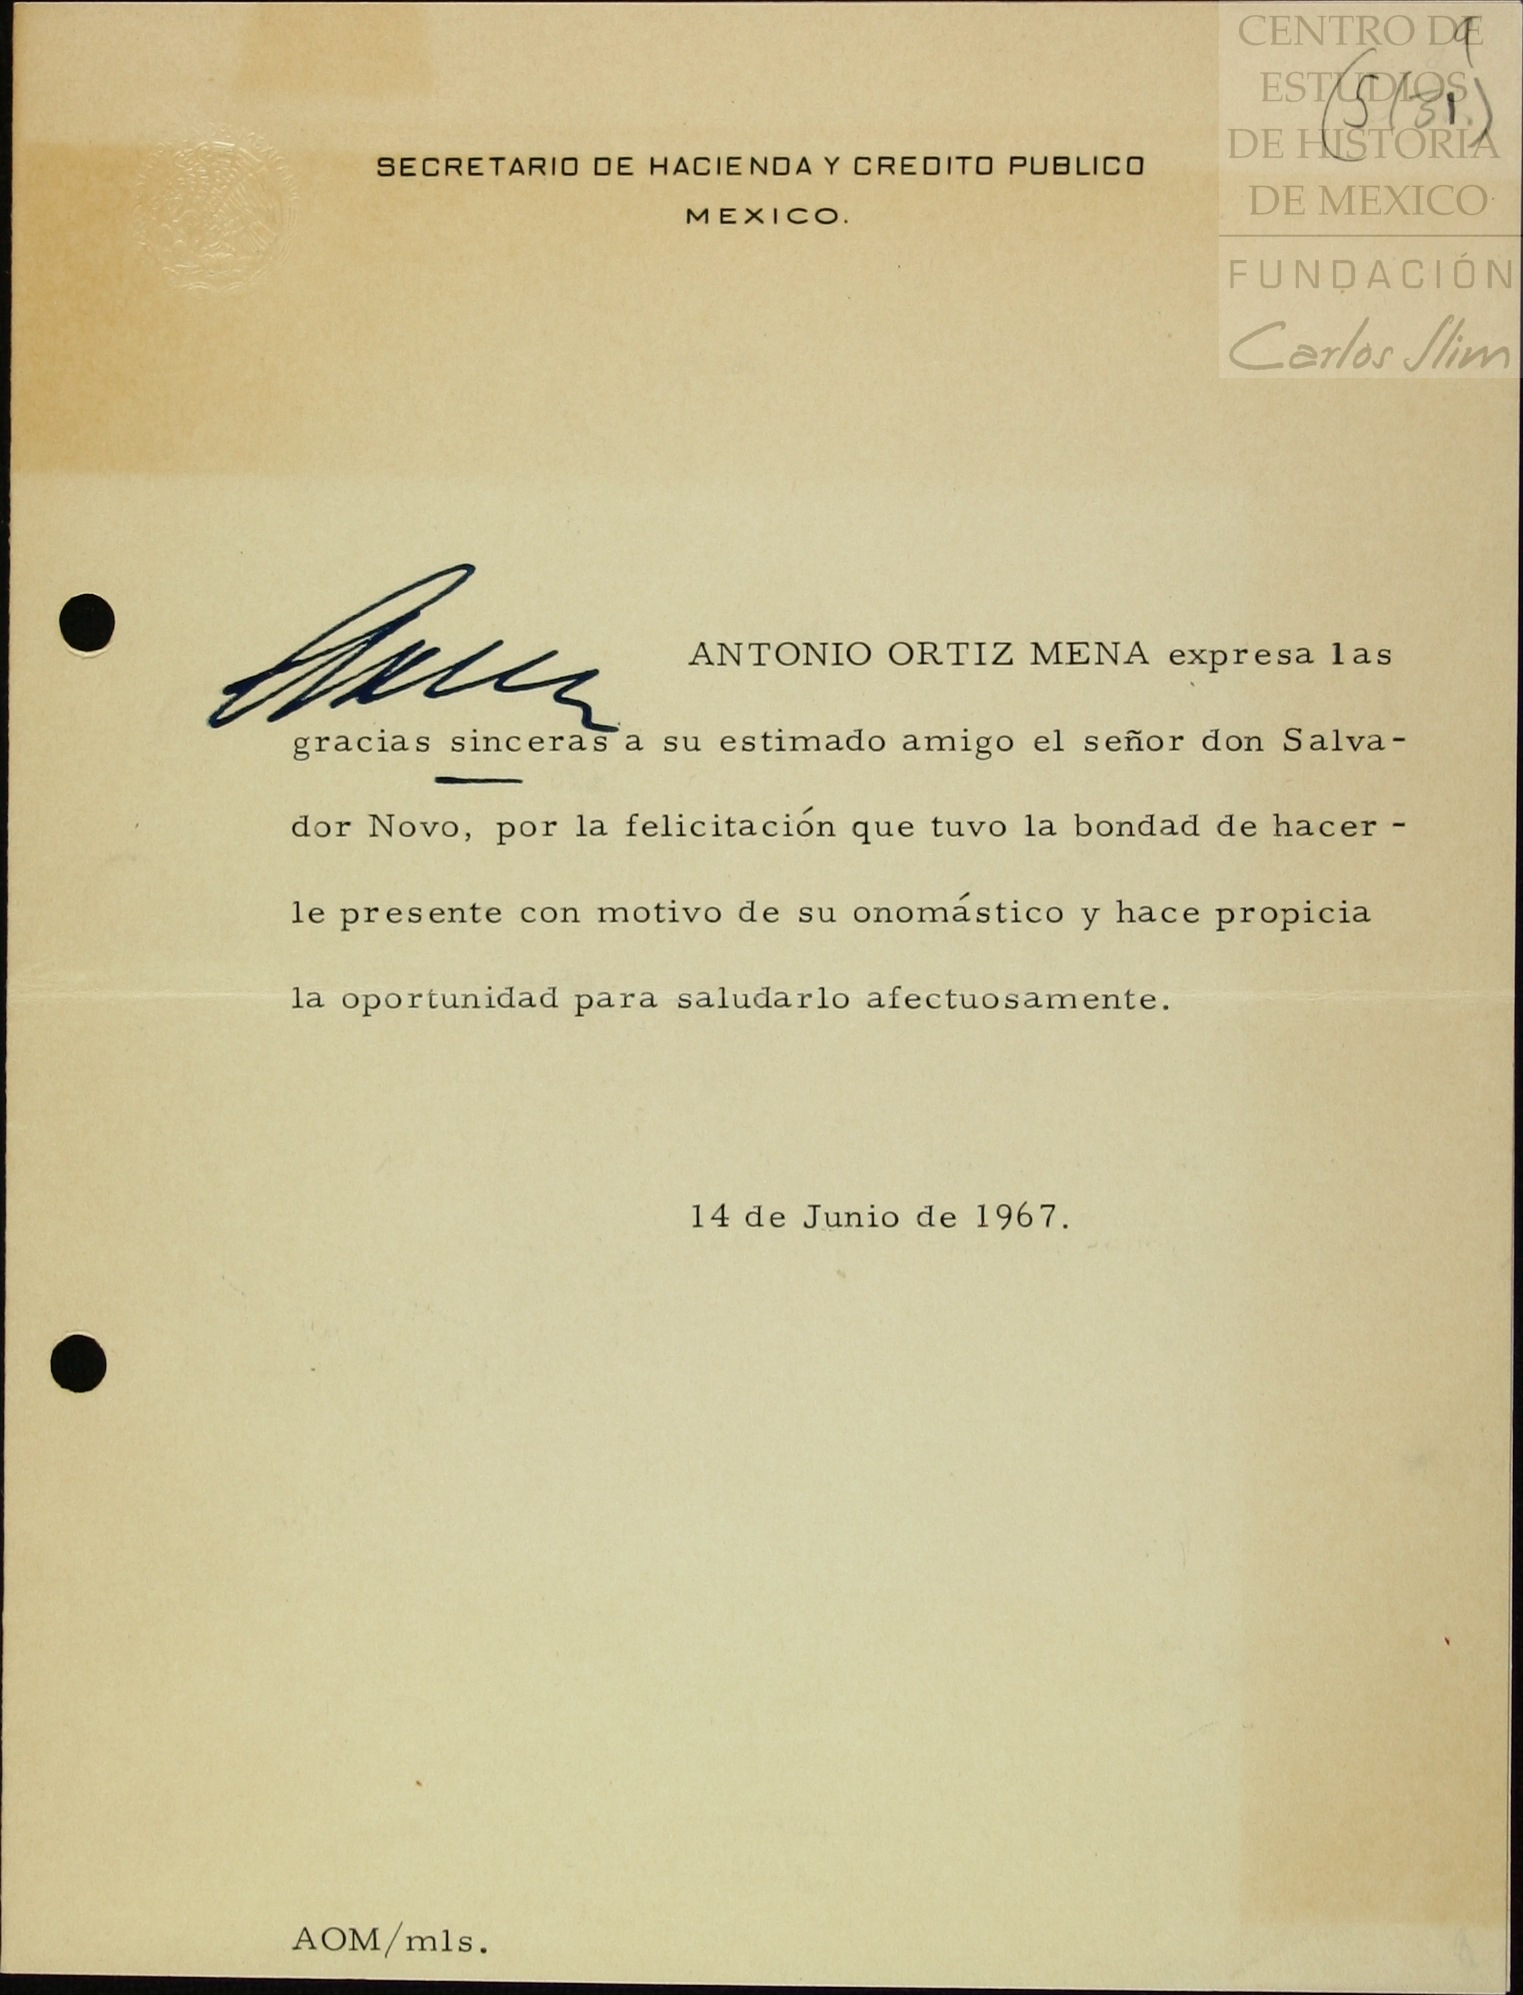 CENTRO DE
ESTUDIOS
DE HISTORIA
DE MEXICO
FUNDACIÓN
Carlos Slim
(5(31.)
SECRETARIO DE HACIENDA Y CREDITO PUBLICO
MEXICO.
ANTONIO ORTIZ MENA expresa las
gracias sinceras a su estimado amigo el señor don Salva-
dor Novo, por la felicitación que tuvo la bondad de hacer -
le presente con motivo de su onomástico y hace propicia
la oportunidad para saludarlo afectuosamente.
14 de Junio de 1967.
AOM/mls.